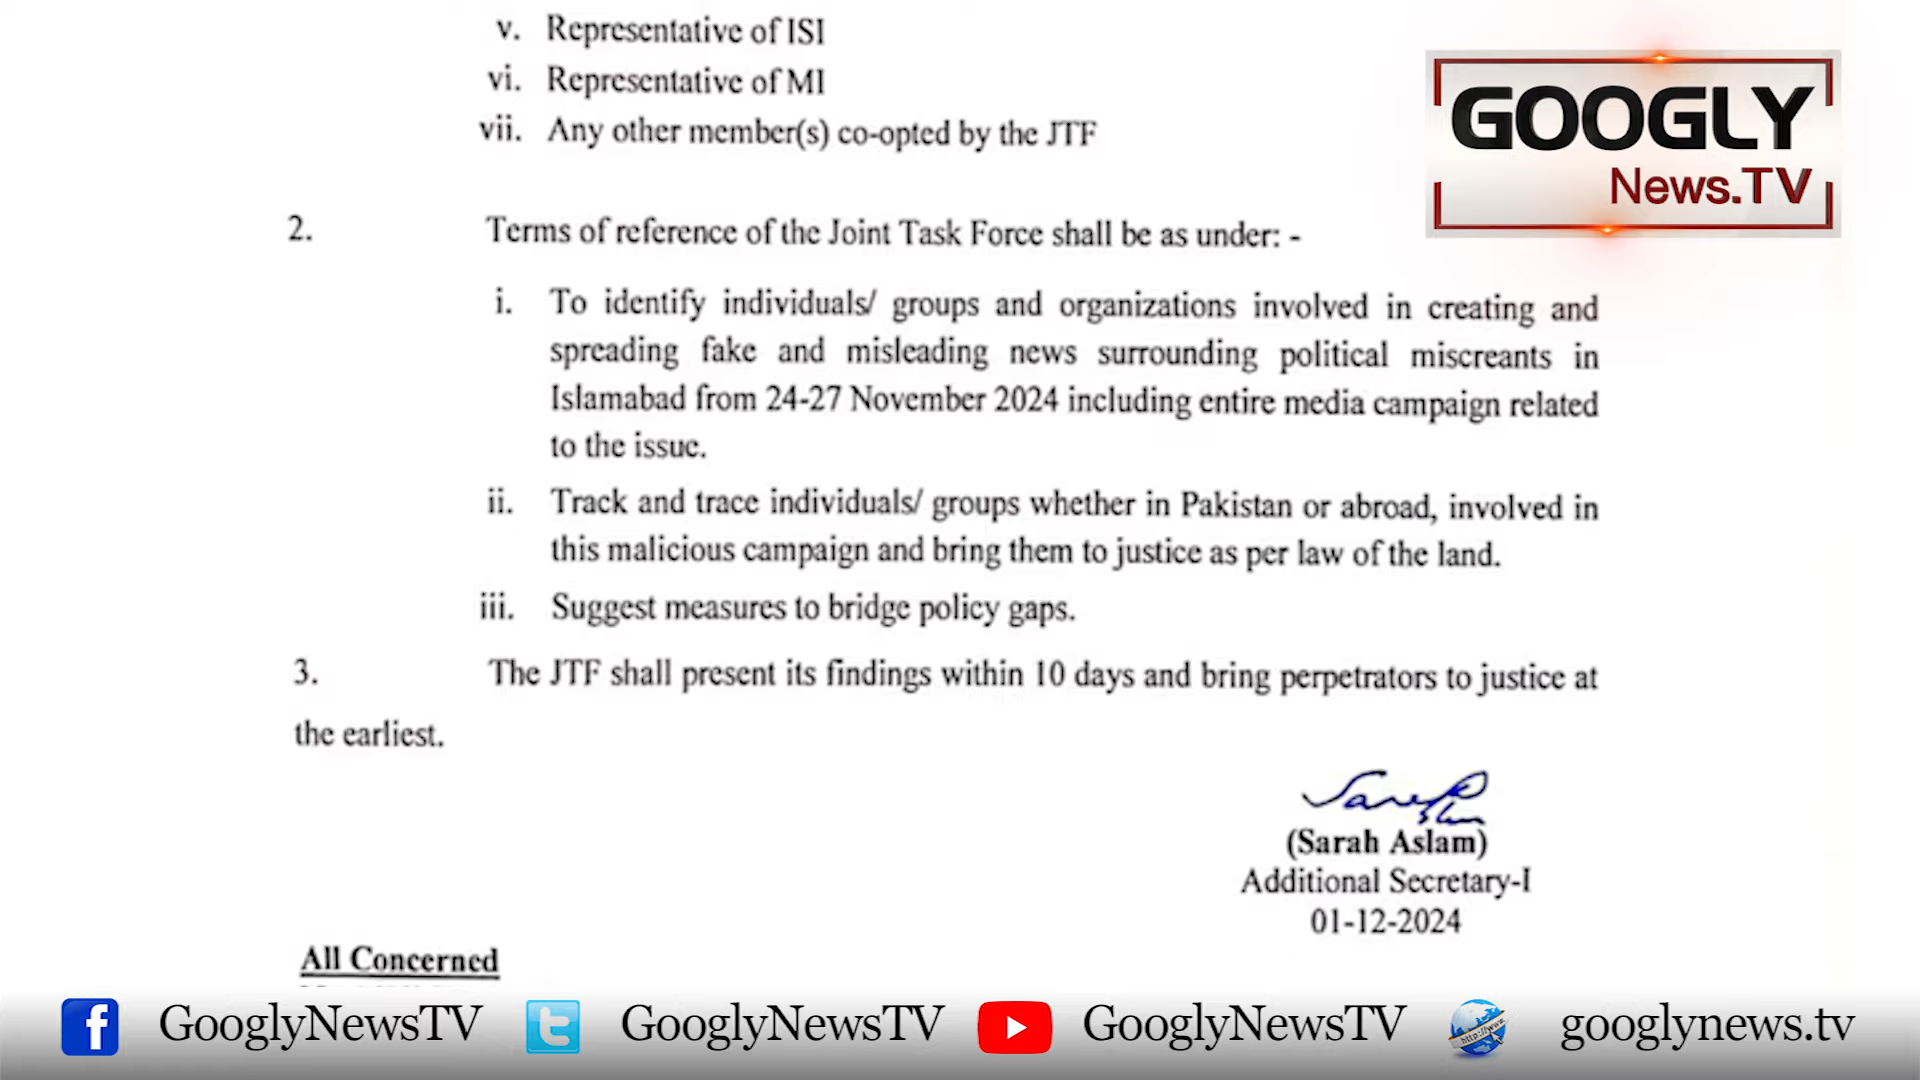 v. Representative of ISI
vi. Representative of MI
vii. Any other member(s) co-opted by the JTF
GOOGLY
News.TV
2. Terms of reference of the Joint Task Force shall be as under: -
i. To identify individuals/ groups and organizations involved in creating and
spreading fake and misleading news surrounding political miscreants in
Islamabad from 24-27 November 2024 including entire media campaign related
to the issue.
ii. Track and trace individuals/ groups whether in Pakistan or abroad, involved in
this malicious campaign and bring them to justice as per law of the land.
iii. Suggest measures to bridge policy gaps.
3. The JTF shall present its findings within 10 days and bring perpetrators to justice at
the earliest.
(Sarah Aslam)
Additional Secretary-I
01-12-2024
All Concerned
GooglyNewsTV
GooglyNewsTV
GooglyNewsTV
googlynews.tv